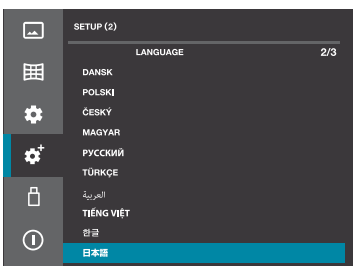 SETUP (2)
LANGUAGE 2/3
DANSK
POLSKI
ČESKÝ
MAGYAR
РУССКИЙ
TÜRKÇE
العربية
TIẾNG VIỆT
한글
日本語